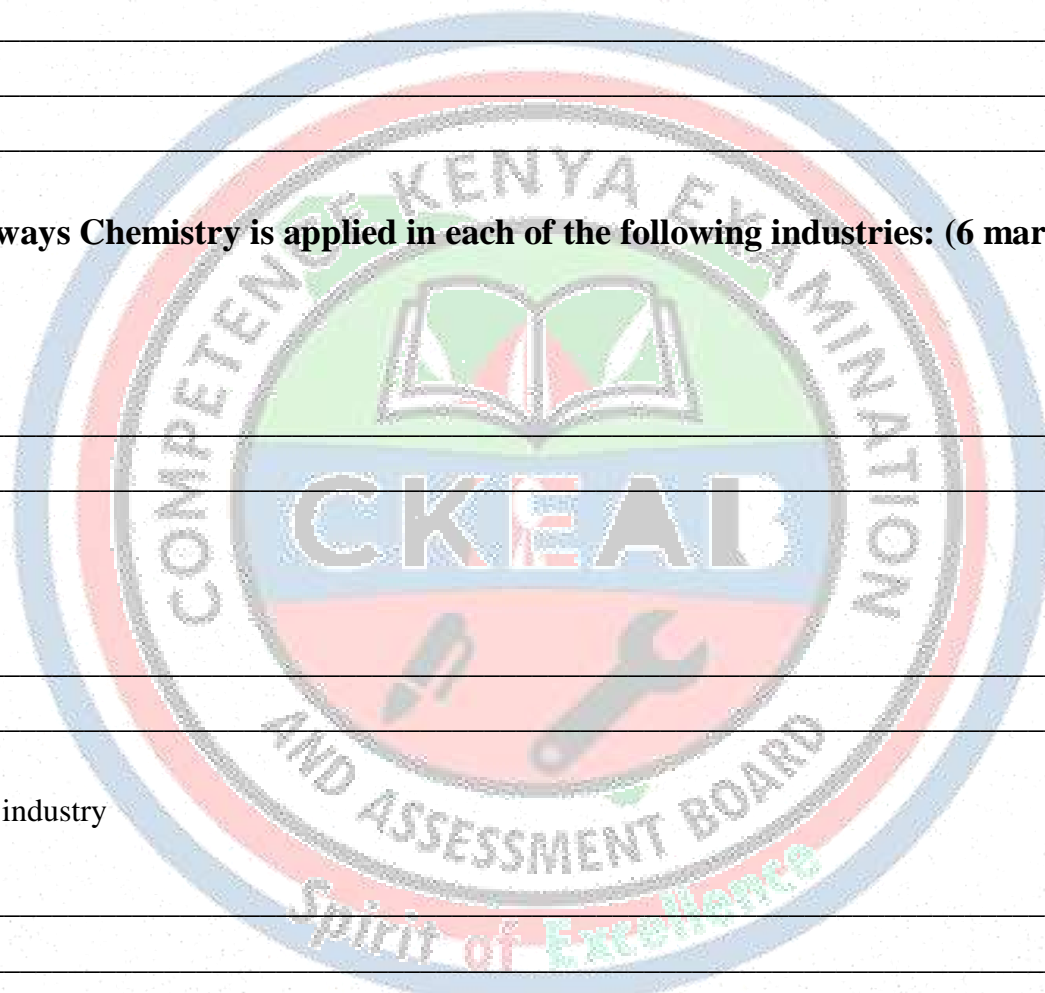 COMPETENCE KENYA EXAMINATION
ways Chemistry is applied in each of the following industries: (6 mar
CKEAB
industry
AND ASSESSMENT BOARD
Spirit of Excellence